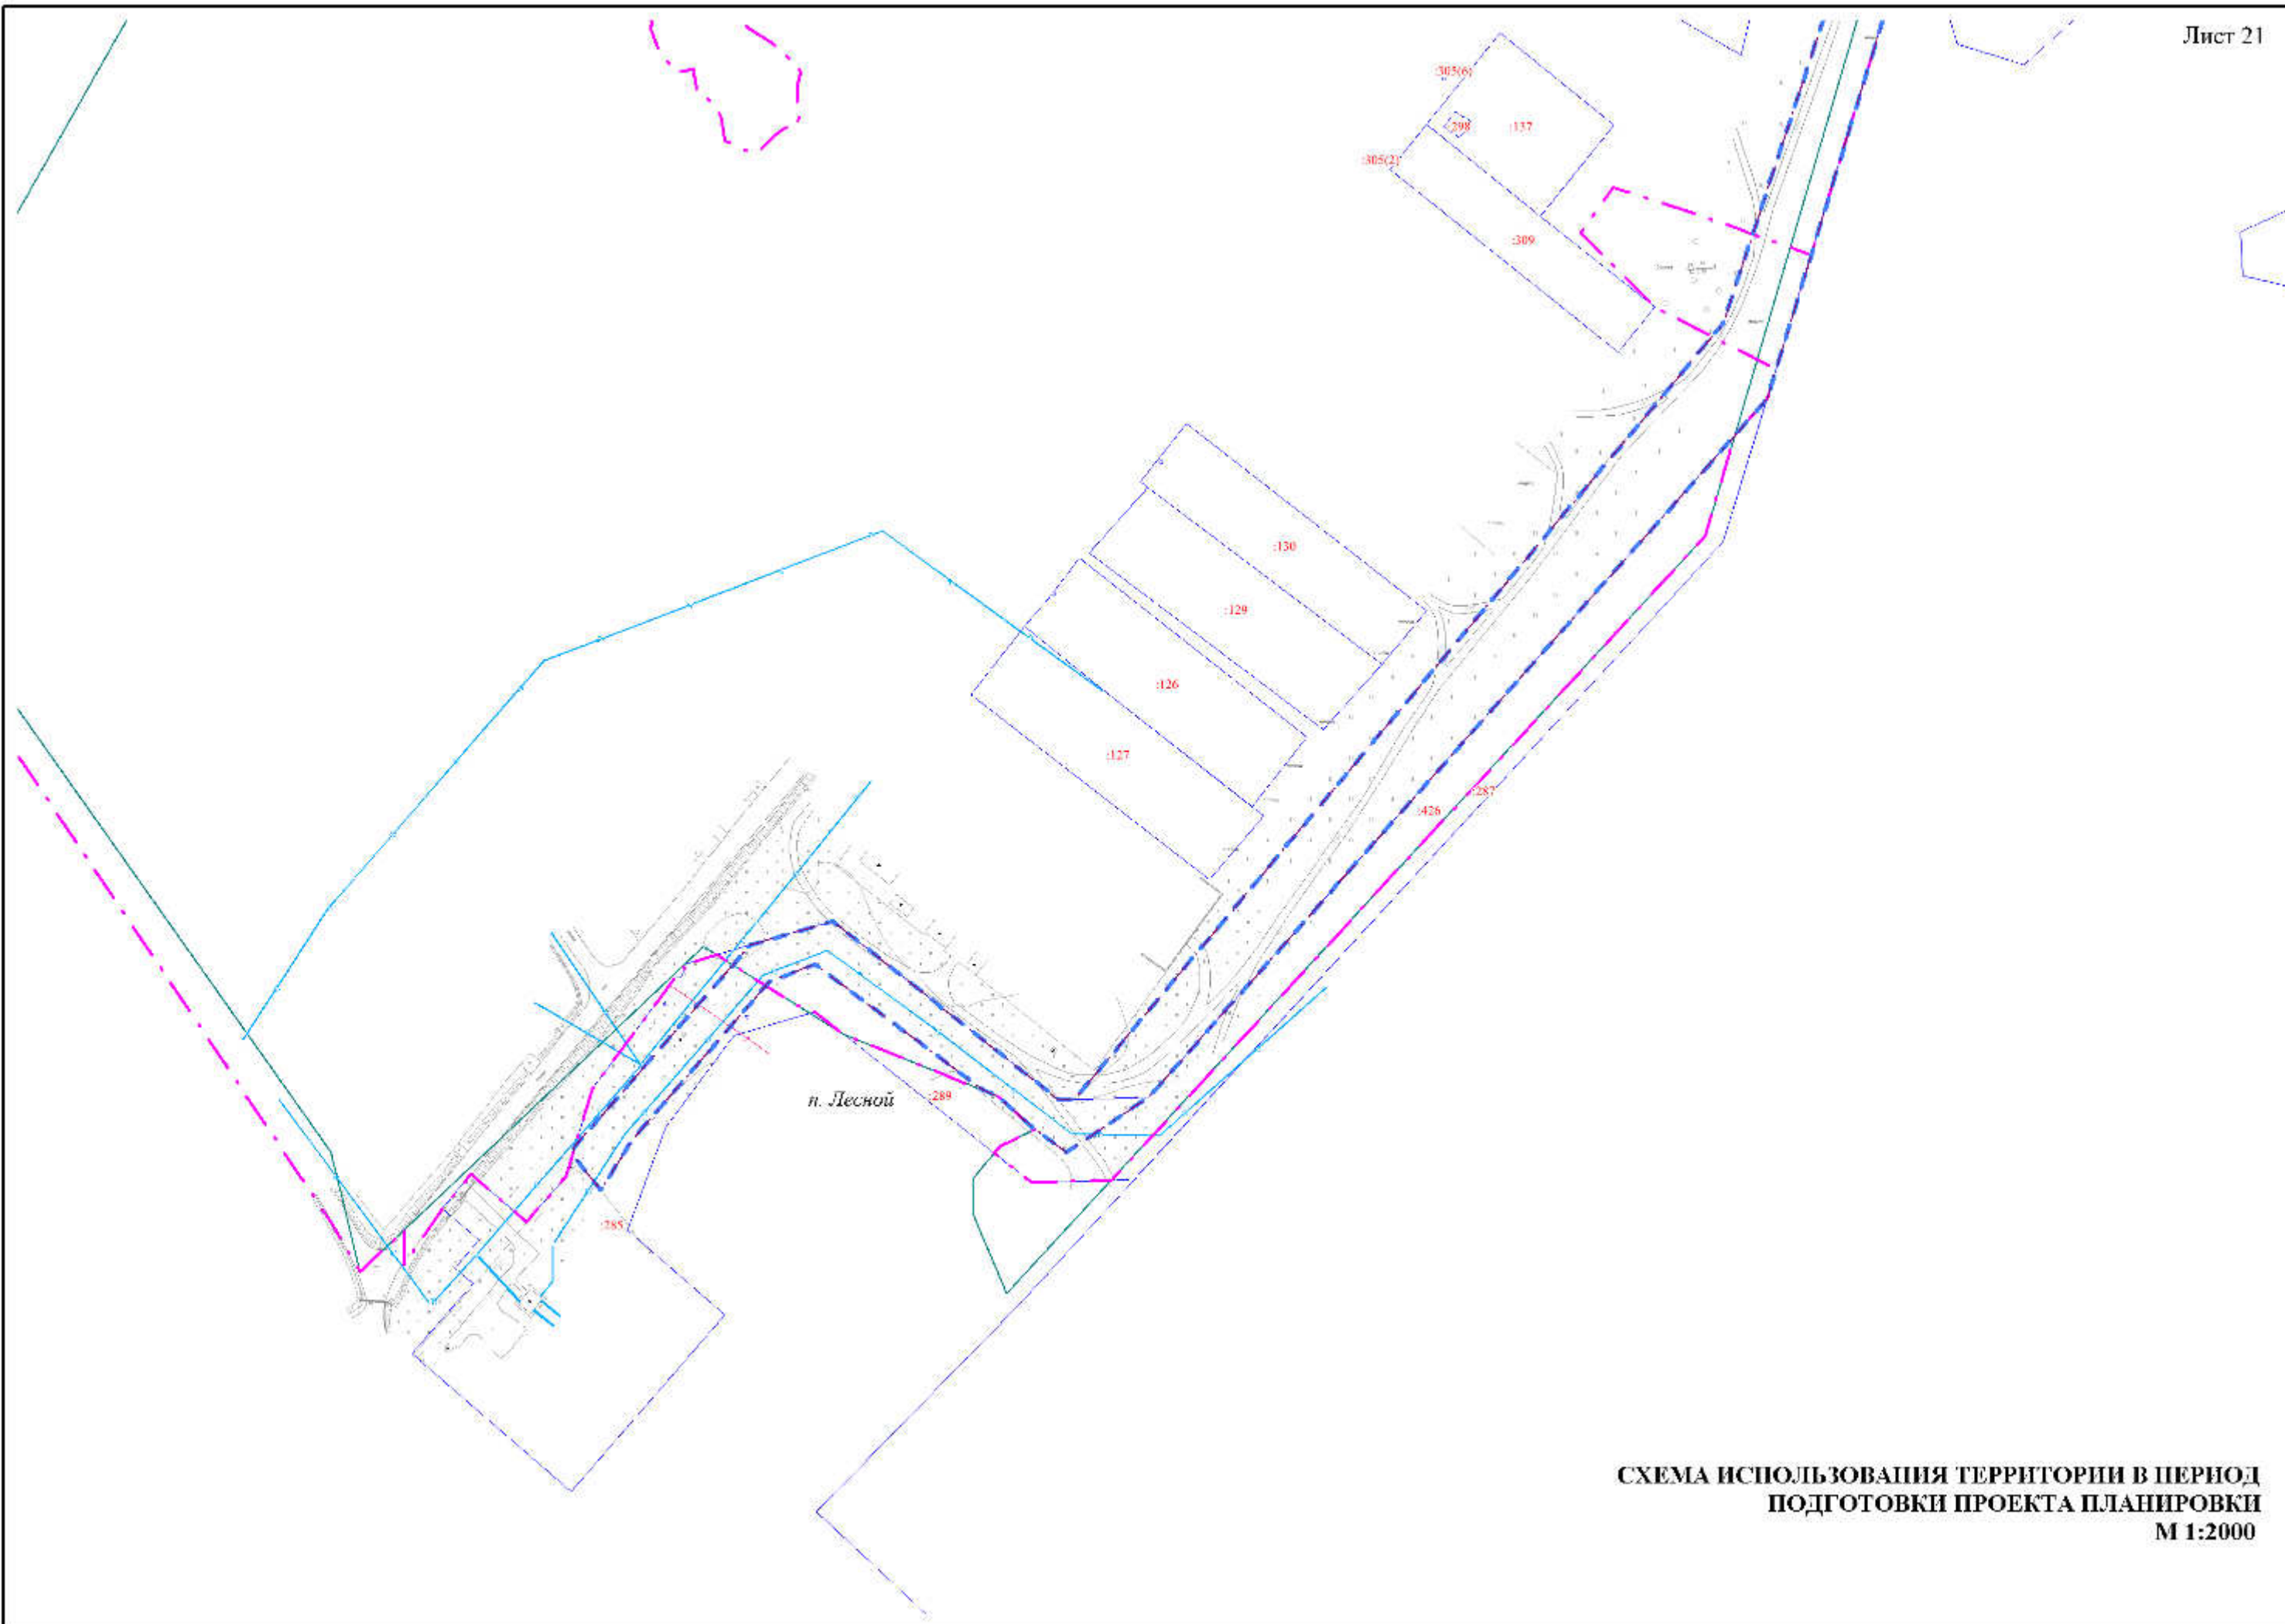 Лист 21
:305(6)
:298
:137
:305(2)
:309
:130
:129
:126
:127
:287
:426
п. Лесной
:289
:285
СХЕМА ИСПОЛЬЗОВАНИЯ ТЕРРИТОРИИ В ПЕРИОД
ПОДГОТОВКИ ПРОЕКТА ПЛАНИРОВКИ
М 1:2000